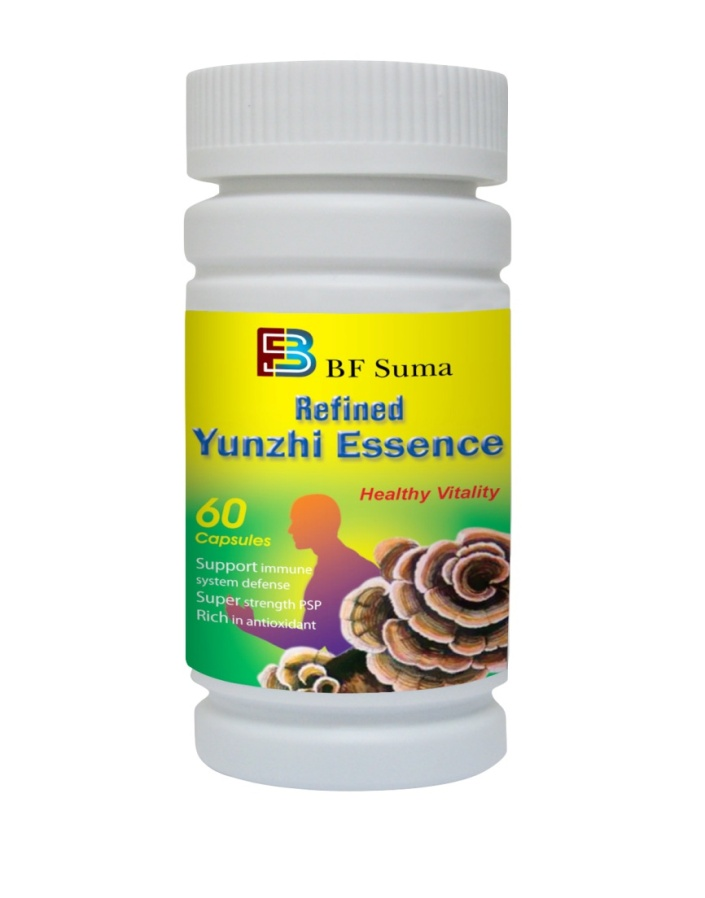 BF Suma
Refined
Yunzhi Essence
Healthy Vitality
60
Capsules
Support immune
system defense
Super strength PSP
Rich in antioxidant